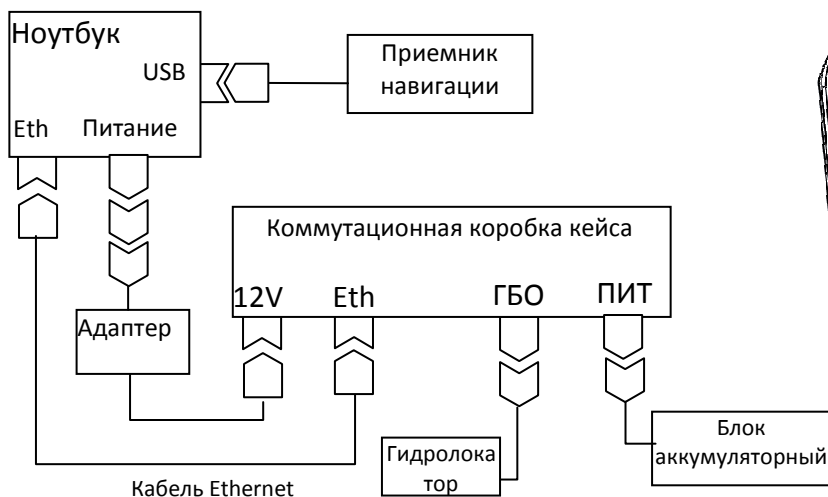 Ноутбук
USB
Eth Питание
Приемник
навигации
Коммутационная коробка кейса
12V Eth ГБО ПИТ
Адаптер
Гидролока
тор
Блок
аккумуляторный
Кабель Ethernet